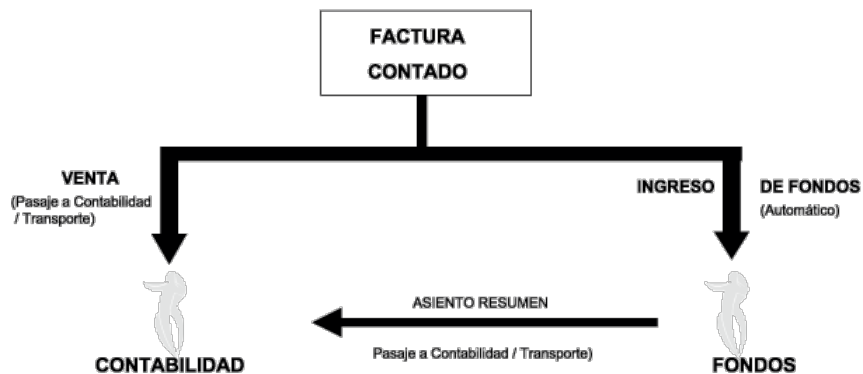 FACTURA
CONTADO
VENTA
(Pasaje a Contabilidad
/ Transporte)
INGRESO DE FONDOS
(Automático)
ASIENTO RESUMEN
Pasaje a Contabilidad / Transporte)
CONTABILIDAD
FONDOS